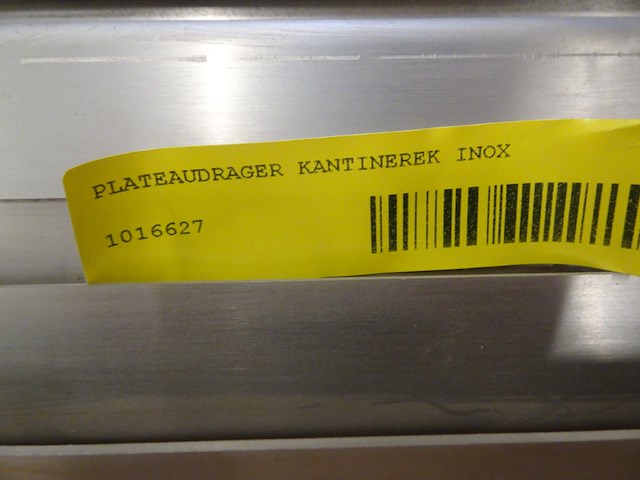 PLATEAUDRAGER KANTINEREK INOX
1016627